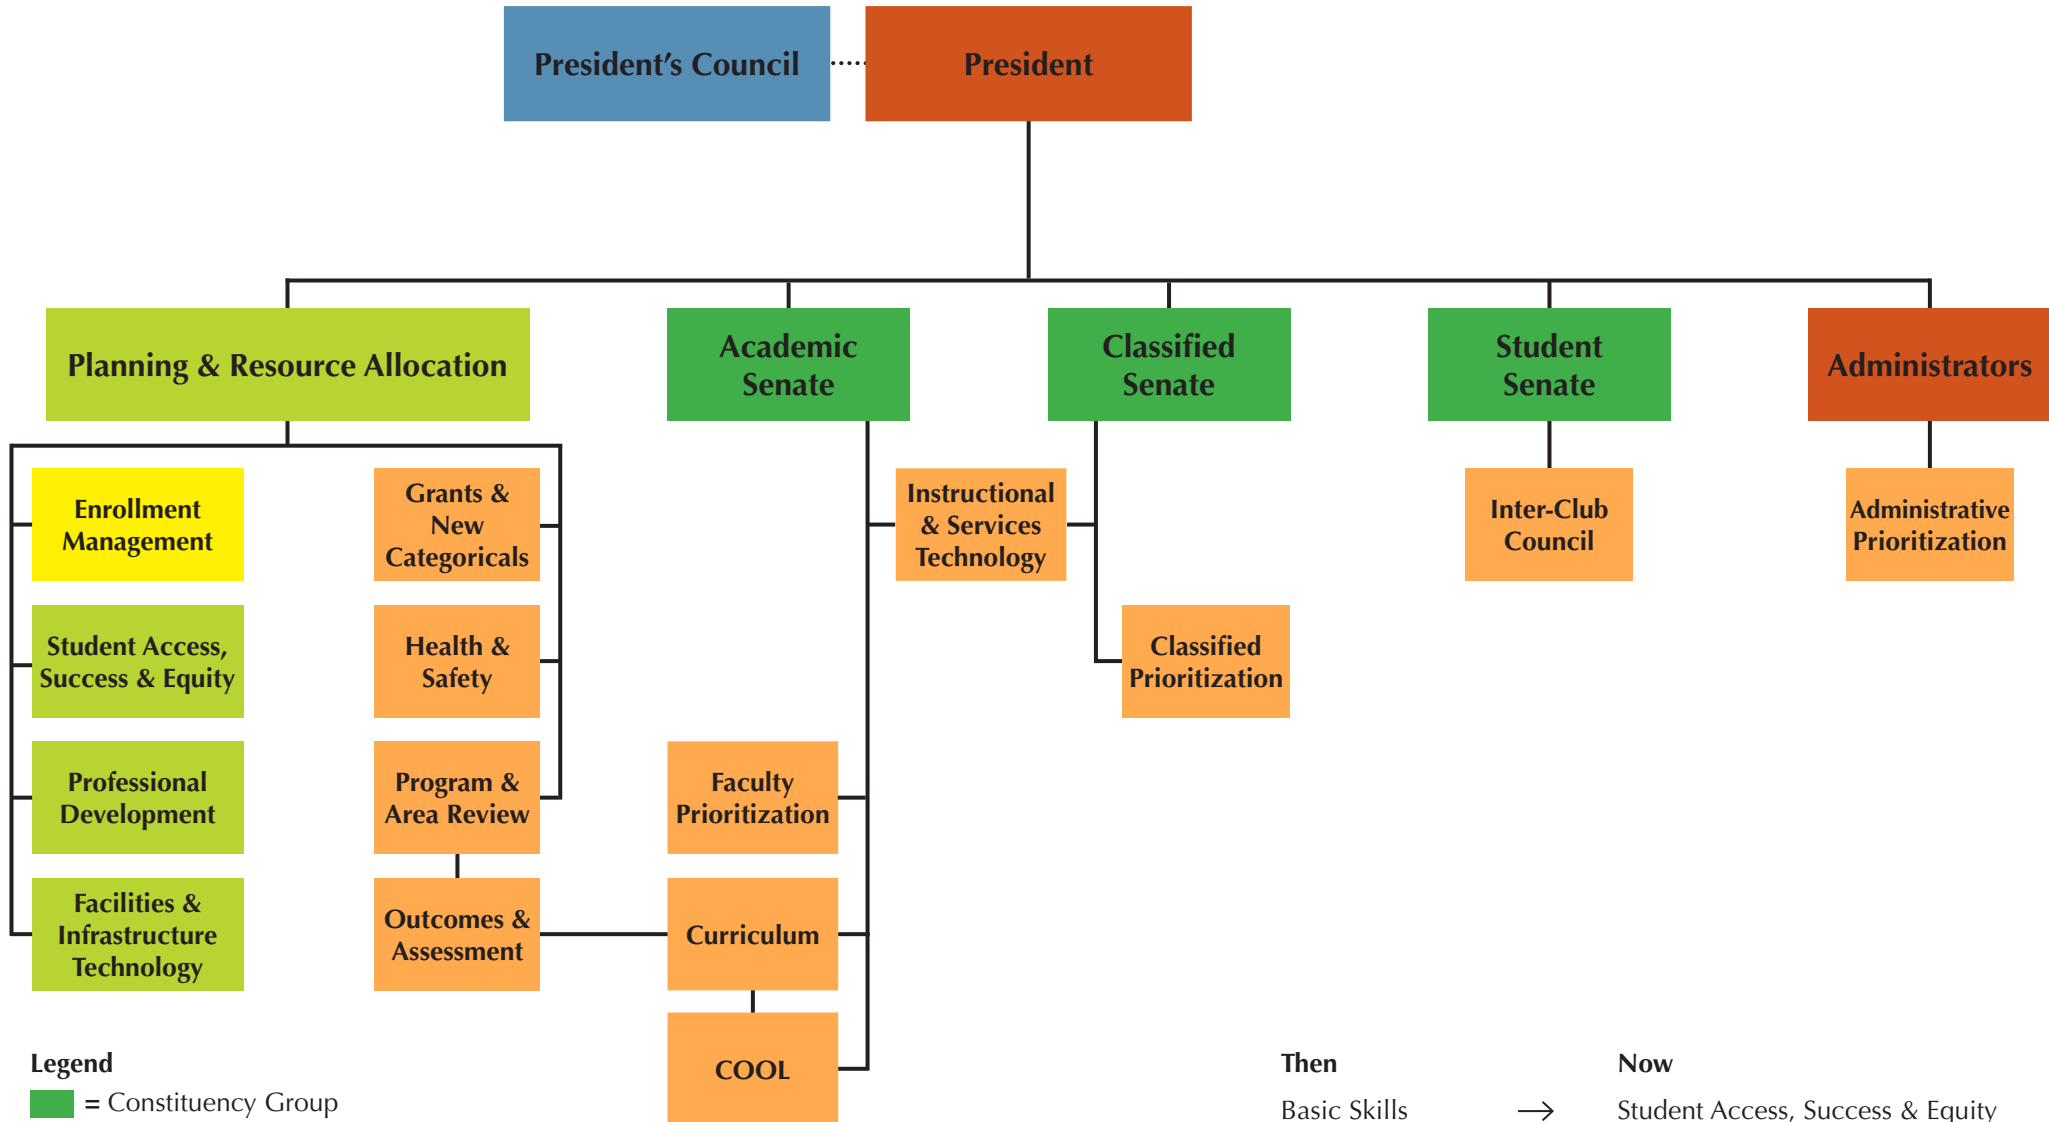 President’s Council
President
Planning & Resource Allocation
Academic
Senate
Classified
Senate
Student
Senate
Administrators
Enrollment
Management
Grants &
New
Categoricals
Instructional
& Services
Technology
Inter-Club
Council
Administrative
Prioritization
Student Access,
Success & Equity
Health &
Safety
Classified
Prioritization
Professional
Development
Program &
Area Review
Faculty
Prioritization
Facilities &
Infrastructure
Technology
Outcomes &
Assessment
Curriculum
COOL
Legend
= Constituency Group
Then
Now
Basic Skills → Student Access, Success & Equity